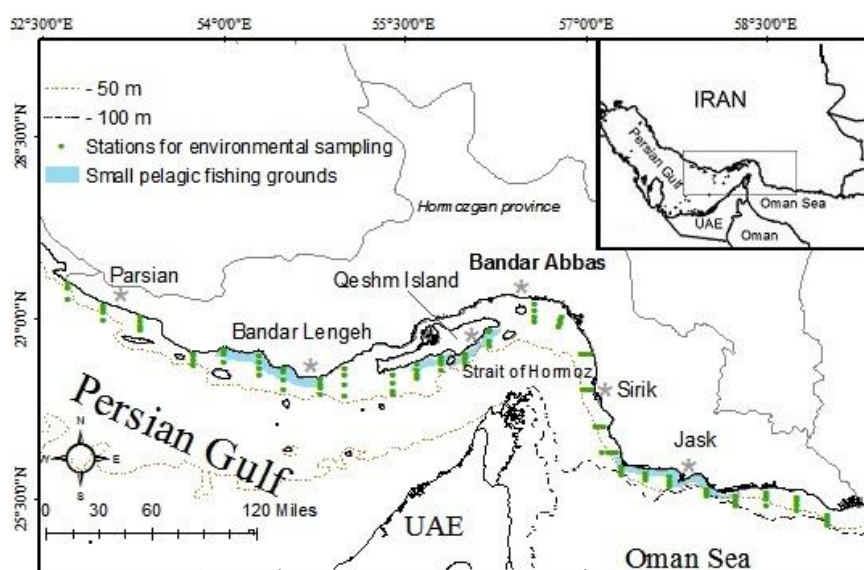 52°30'0"E 54°0'0"E 55°30'0"E 57°0'0"E 58°30'0"E
28°30'0"N
27°0'0"N
25°30'0"N
- 50 m
- 100 m
Stations for environmental sampling
Small pelagic fishing grounds
IRAN
Persian Gulf
Oman Sea
UAE
Oman
Hormozgan province
Parsian
Qeshm Island
Bandar Abbas
Bandar Lengeh
Strait of Hormoz
Sirik
Jask
Persian Gulf
N
W E
S
0 30 60 120 Miles
UAE
Oman Sea